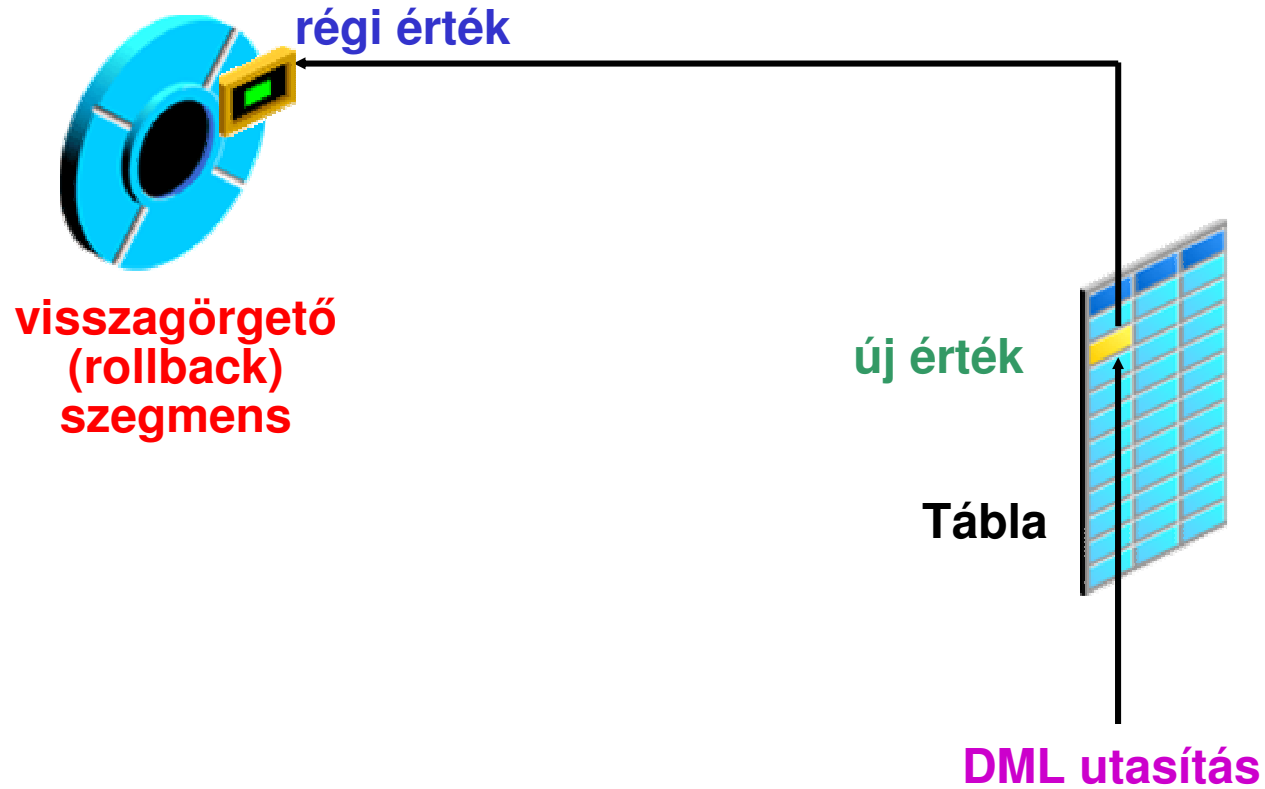 régi érték
visszagörgető
(rollback)
szegmens
új érték
Tábla
DML utasítás